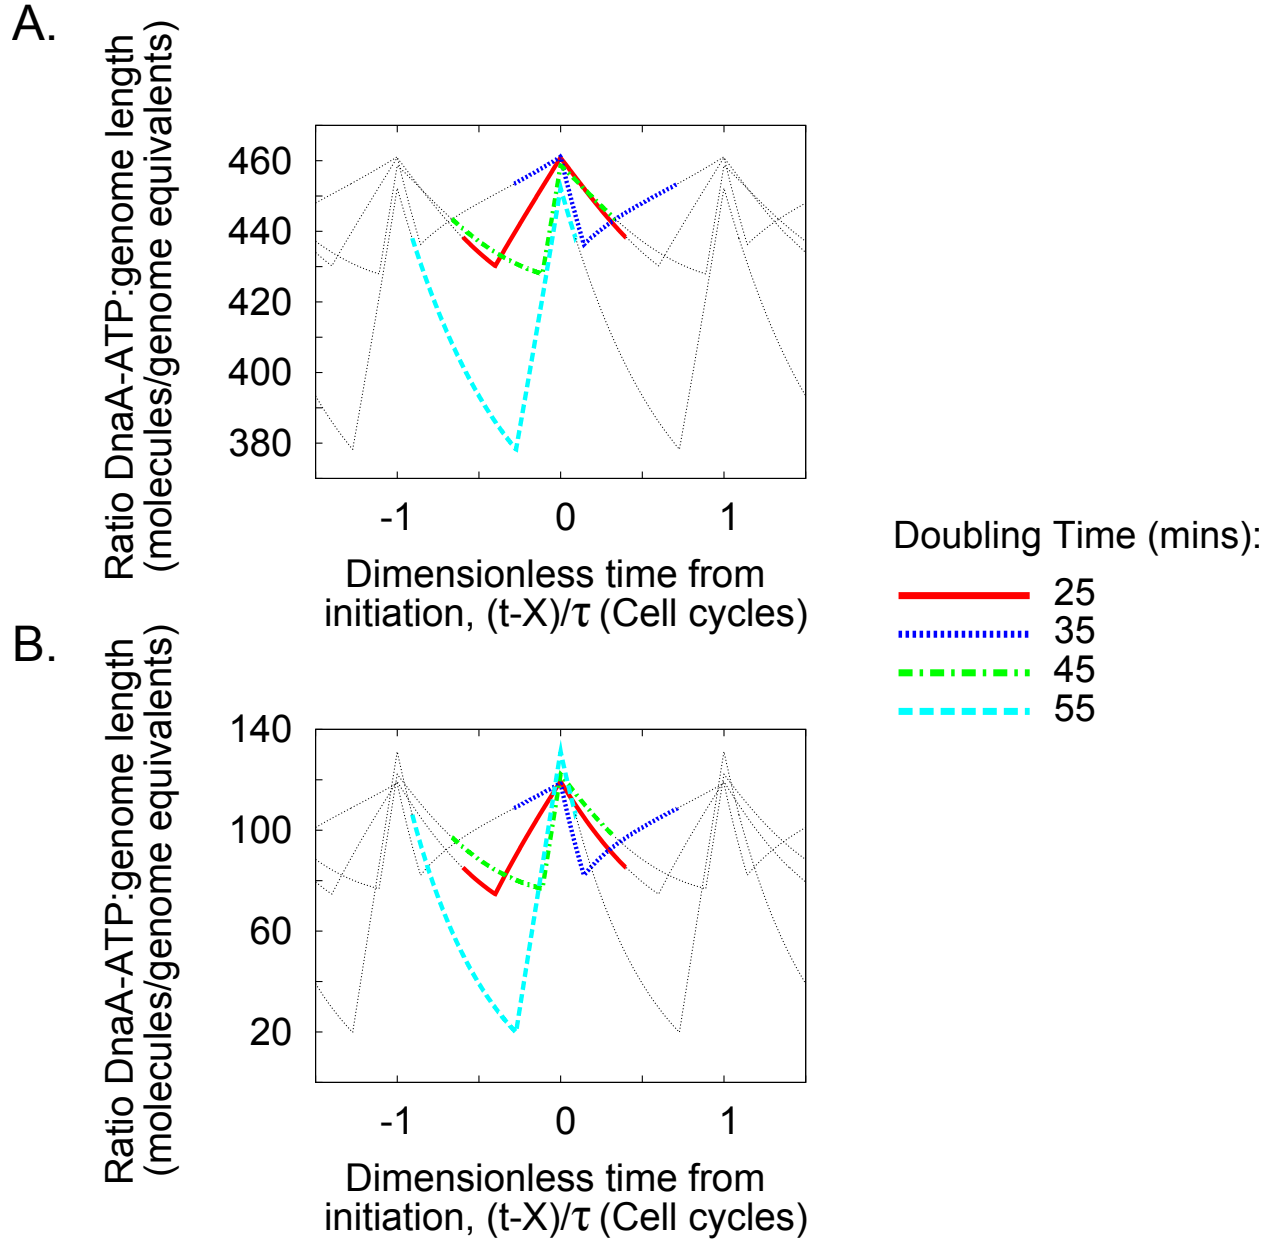 A.
Ratio DnaA-ATP:genome length
(molecules/genome equivalents)
460
440
420
400
380
-1
0
1
Dimensionless time from
initiation, (t-X)/τ (Cell cycles)
Doubling Time (mins):
25
35
45
55
B.
Ratio DnaA-ATP:genome length
(molecules/genome equivalents)
140
100
60
20
-1
0
1
Dimensionless time from
initiation, (t-X)/τ (Cell cycles)